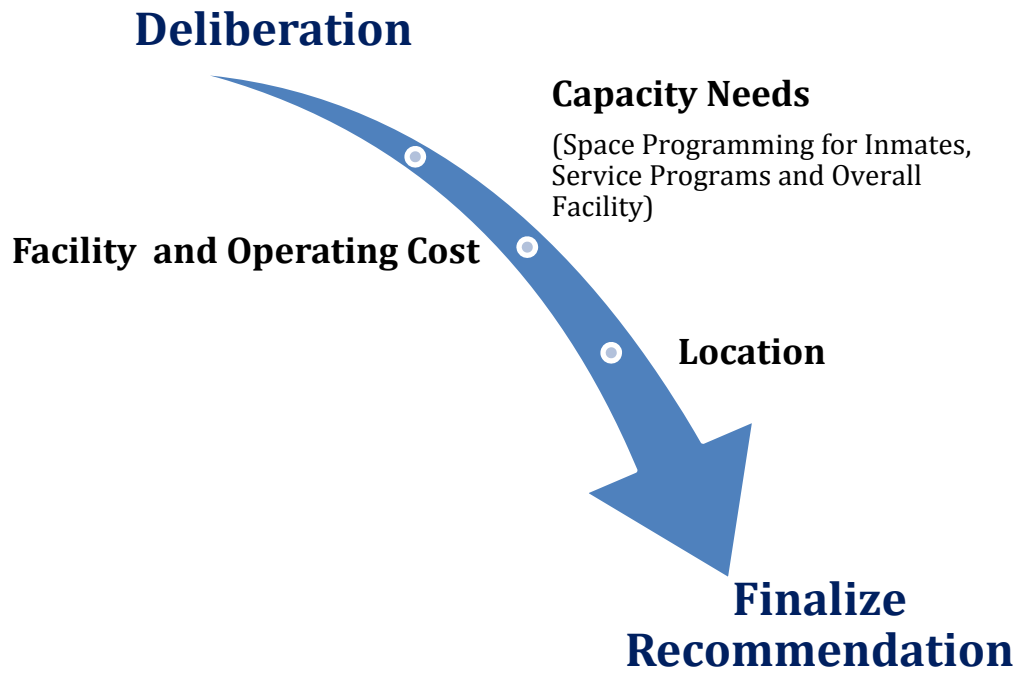 Deliberation
Capacity Needs
(Space Programming for Inmates,
Service Programs and Overall
Facility)
Facility  and Operating Cost
Location
Finalize
Recommendation